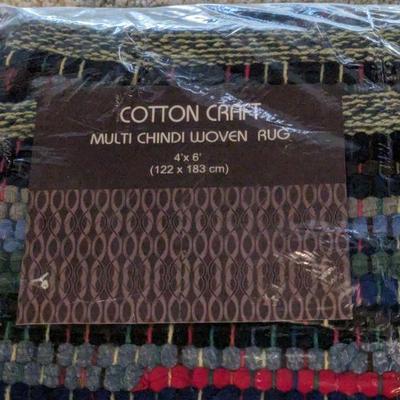 COTTON CRAFT
MULTI CHINDI WOVEN RUG
4'x 6'
(122 x 183 cm)